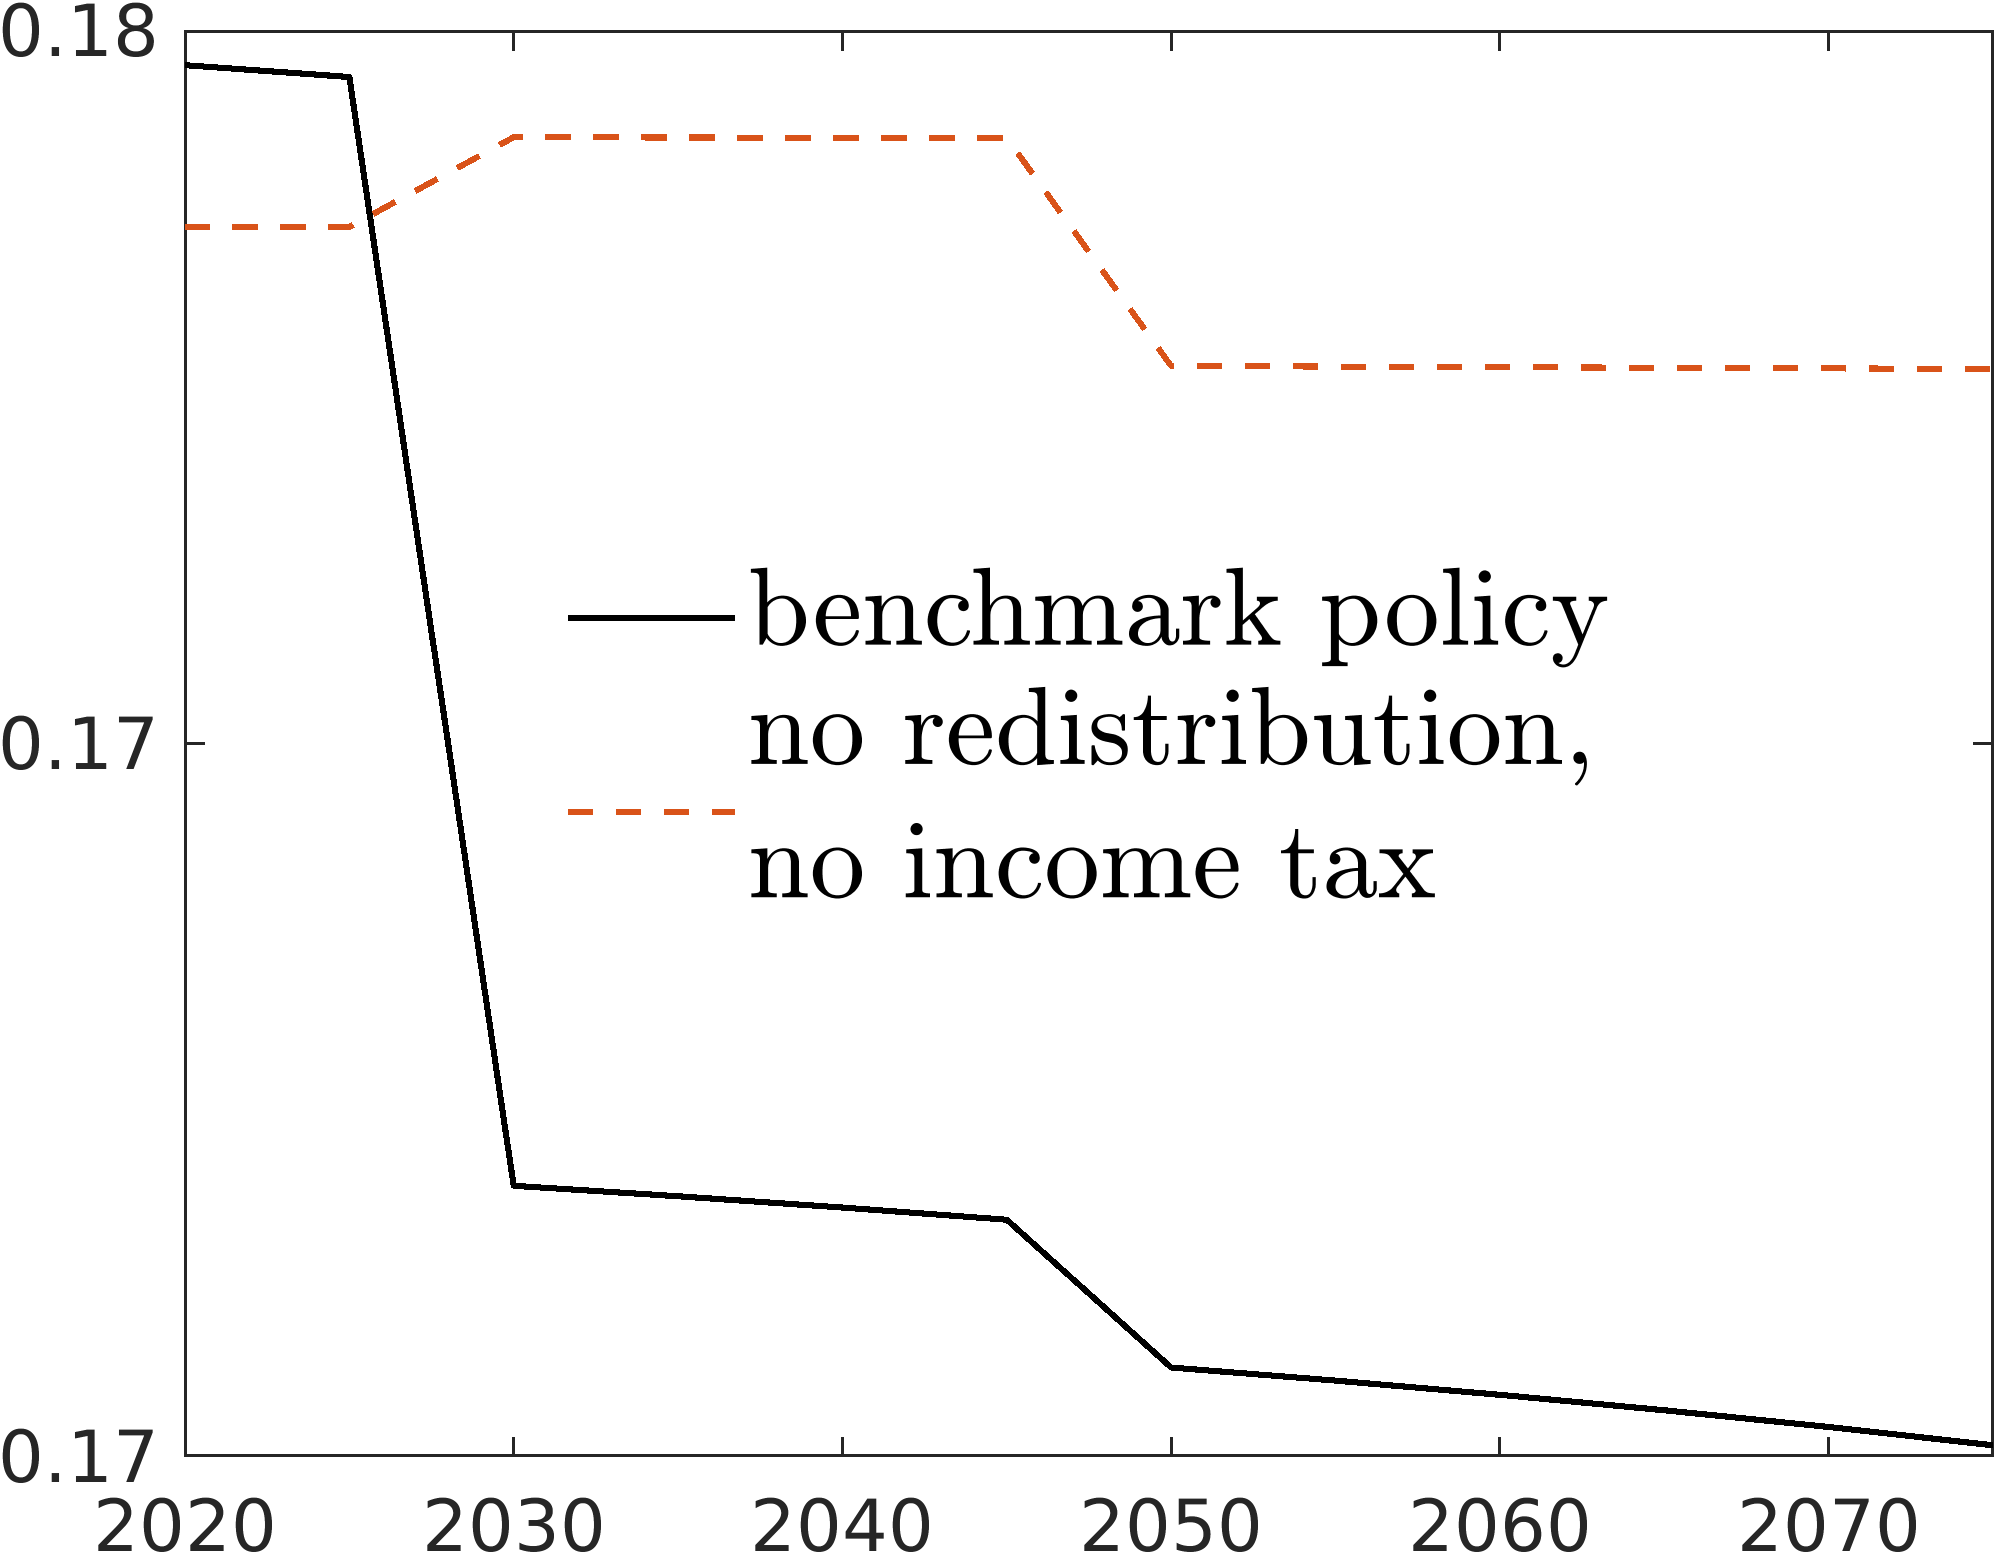 0.18
0.17
0.17
benchmark policy
no redistribution,
no income tax
2020 2030 2040 2050 2060 2070